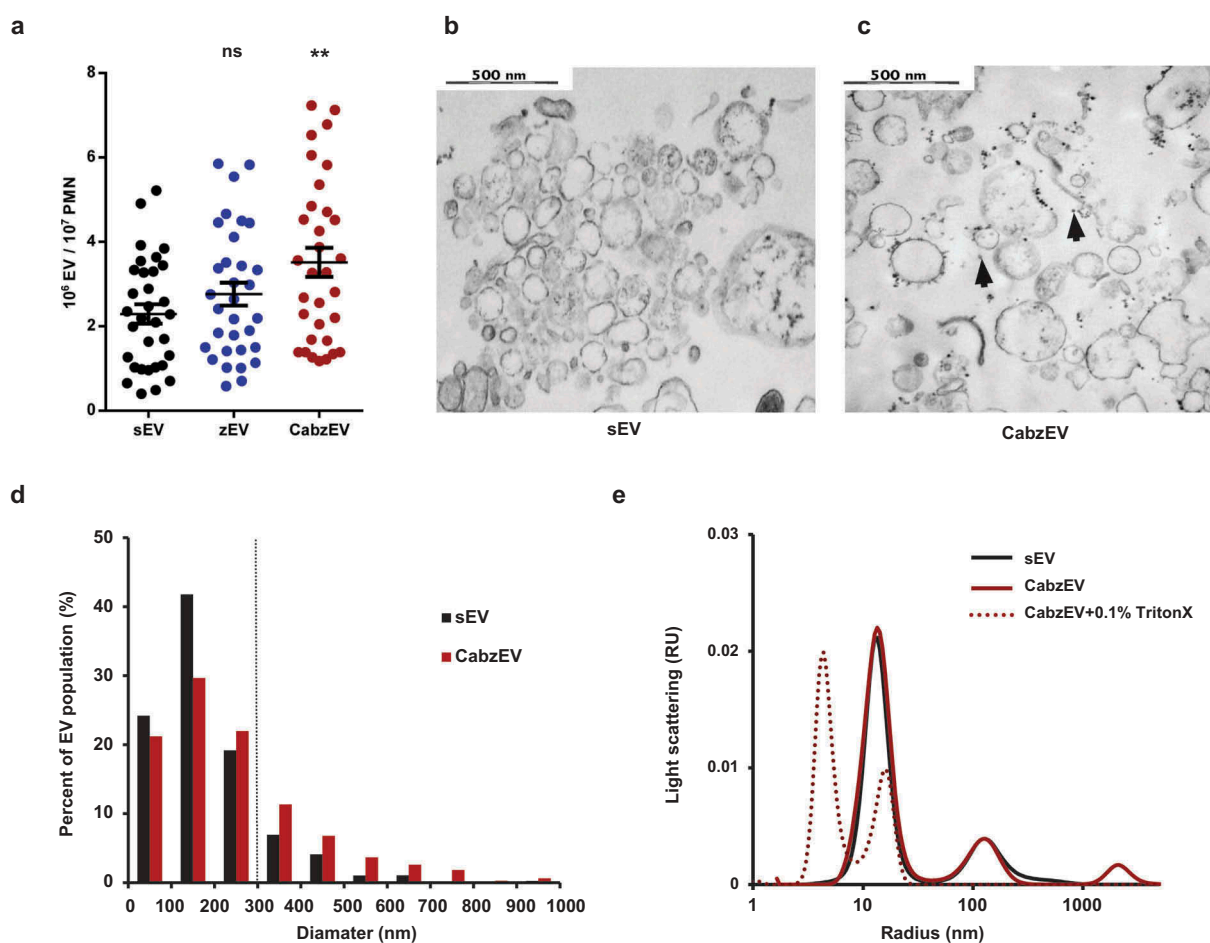 a
ns
**
8
6
4
2
0
10⁶ EV / 10⁷ PMN
sEV
zEV
CabzEV
b
500 nm
sEV
c
500 nm
CabzEV
d
50
40
30
20
10
0
Percent of EV population (%)
sEV
CabzEV
0 100 200 300 400 500 600 700 800 900 1000
Diamater (nm)
e
0.03
0.02
0.01
0
Light scattering (RU)
sEV
CabzEV
CabzEV+0.1% TritonX
1 10 100 1000
Radius (nm)